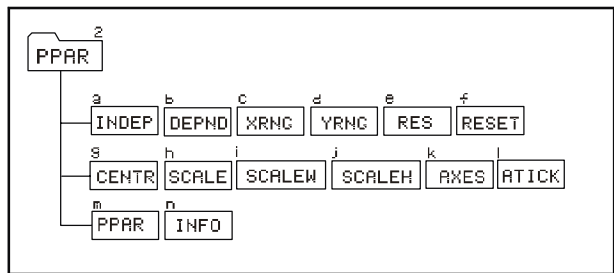 2
PPAR
a b c d e f
INDEP DEPND XRNG YRNG RES RESET
g h i j k l
CENTR SCALE SCALEW SCALEH AXES ATICK
m n
PPAR INFO